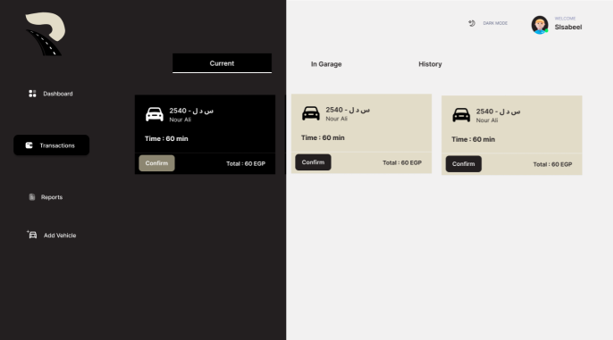 DARK MODE
WELCOME
Slsabeel
Current
In Garage
History
Dashboard
Transactions
Reports
Add Vehicle
س د ل - 2540
Nour Ali
Time : 60 min
Confirm
Total : 60 EGP
س د ل - 2540
Nour Ali
Time : 60 min
Confirm
Total : 60 EGP
س د ل - 2540
Nour Ali
Time : 60 min
Confirm
Total : 60 EGP